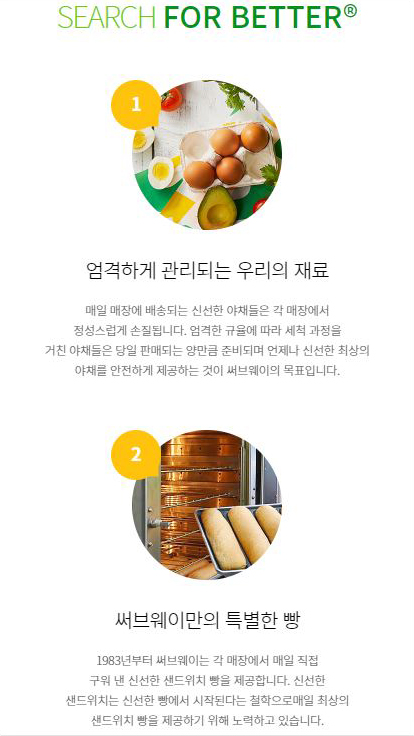 SEARCH FOR BETTER®
1
엄격하게 관리되는 우리의 재료
매일 매장에 배송되는 신선한 야채들은 각 매장에서
정성스럽게 손질됩니다. 엄격한 규율에 따라 세척 과정을
거친 야채들은 당일 판매되는 양만큼 준비되며 언제나 신선한 최상의
야채를 안전하게 제공하는 것이 써브웨이의 목표입니다.
2
써브웨이만의 특별한 빵
1983년부터 써브웨이는 각 매장에서 매일 직접
구워 낸 신선한 샌드위치 빵을 제공합니다. 신선한
샌드위치는 신선한 빵에서 시작된다는 철학으로매일 최상의
샌드위치 빵을 제공하기 위해 노력하고 있습니다.